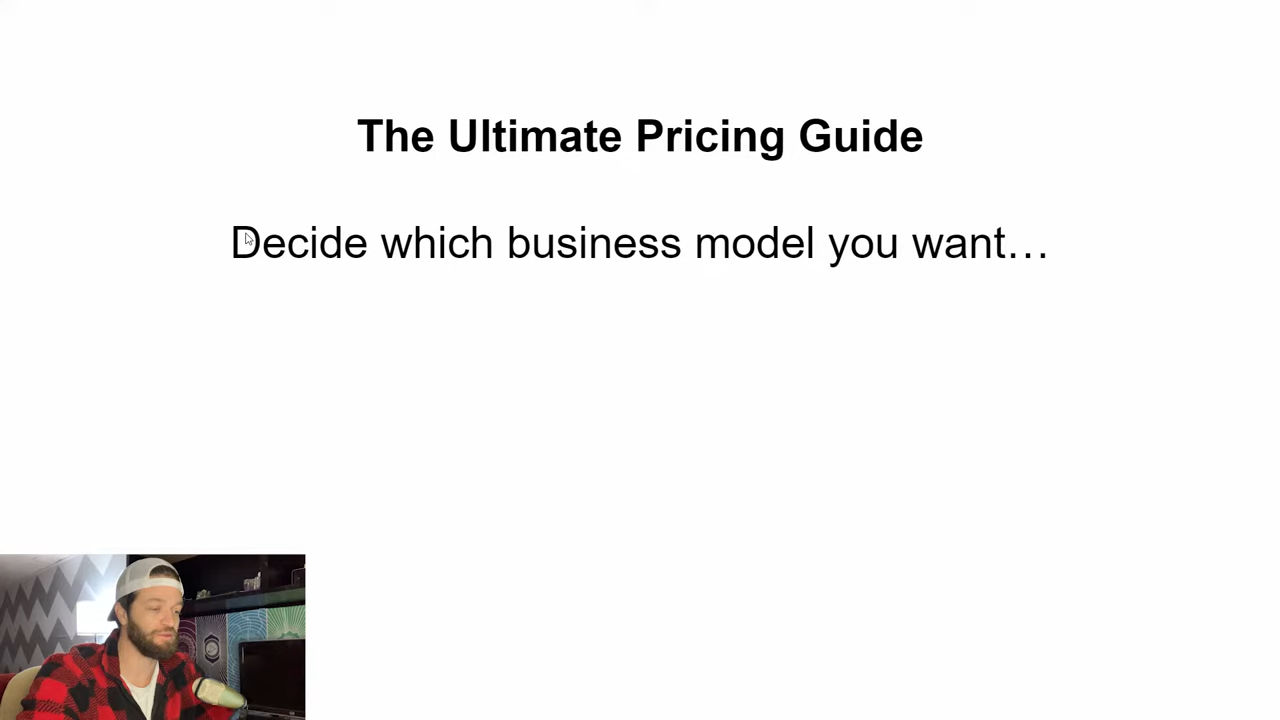 The Ultimate Pricing Guide
Decide which business model you want…